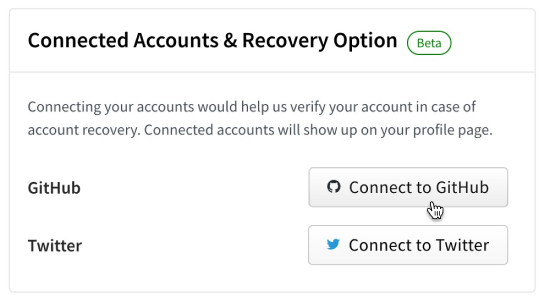 Connected Accounts & Recovery Option Beta
Connecting your accounts would help us verify your account in case of
account recovery. Connected accounts will show up on your profile page.
GitHub Connect to GitHub
Twitter Connect to Twitter